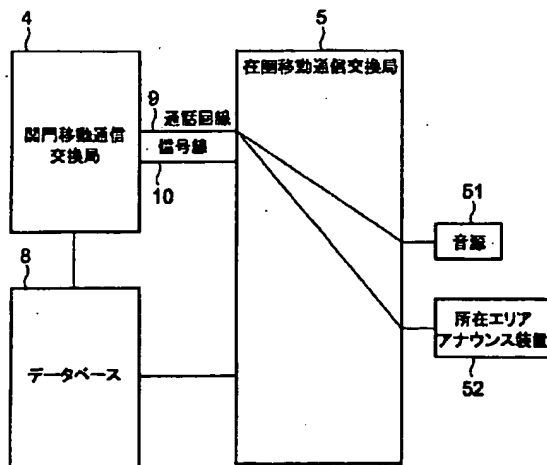 4
関門移動通信
交換局
9
通話回線
信号線
10
5
在圏移動通信交換局
51
音源
所在エリア
アナウンス装置
52
8
データベース